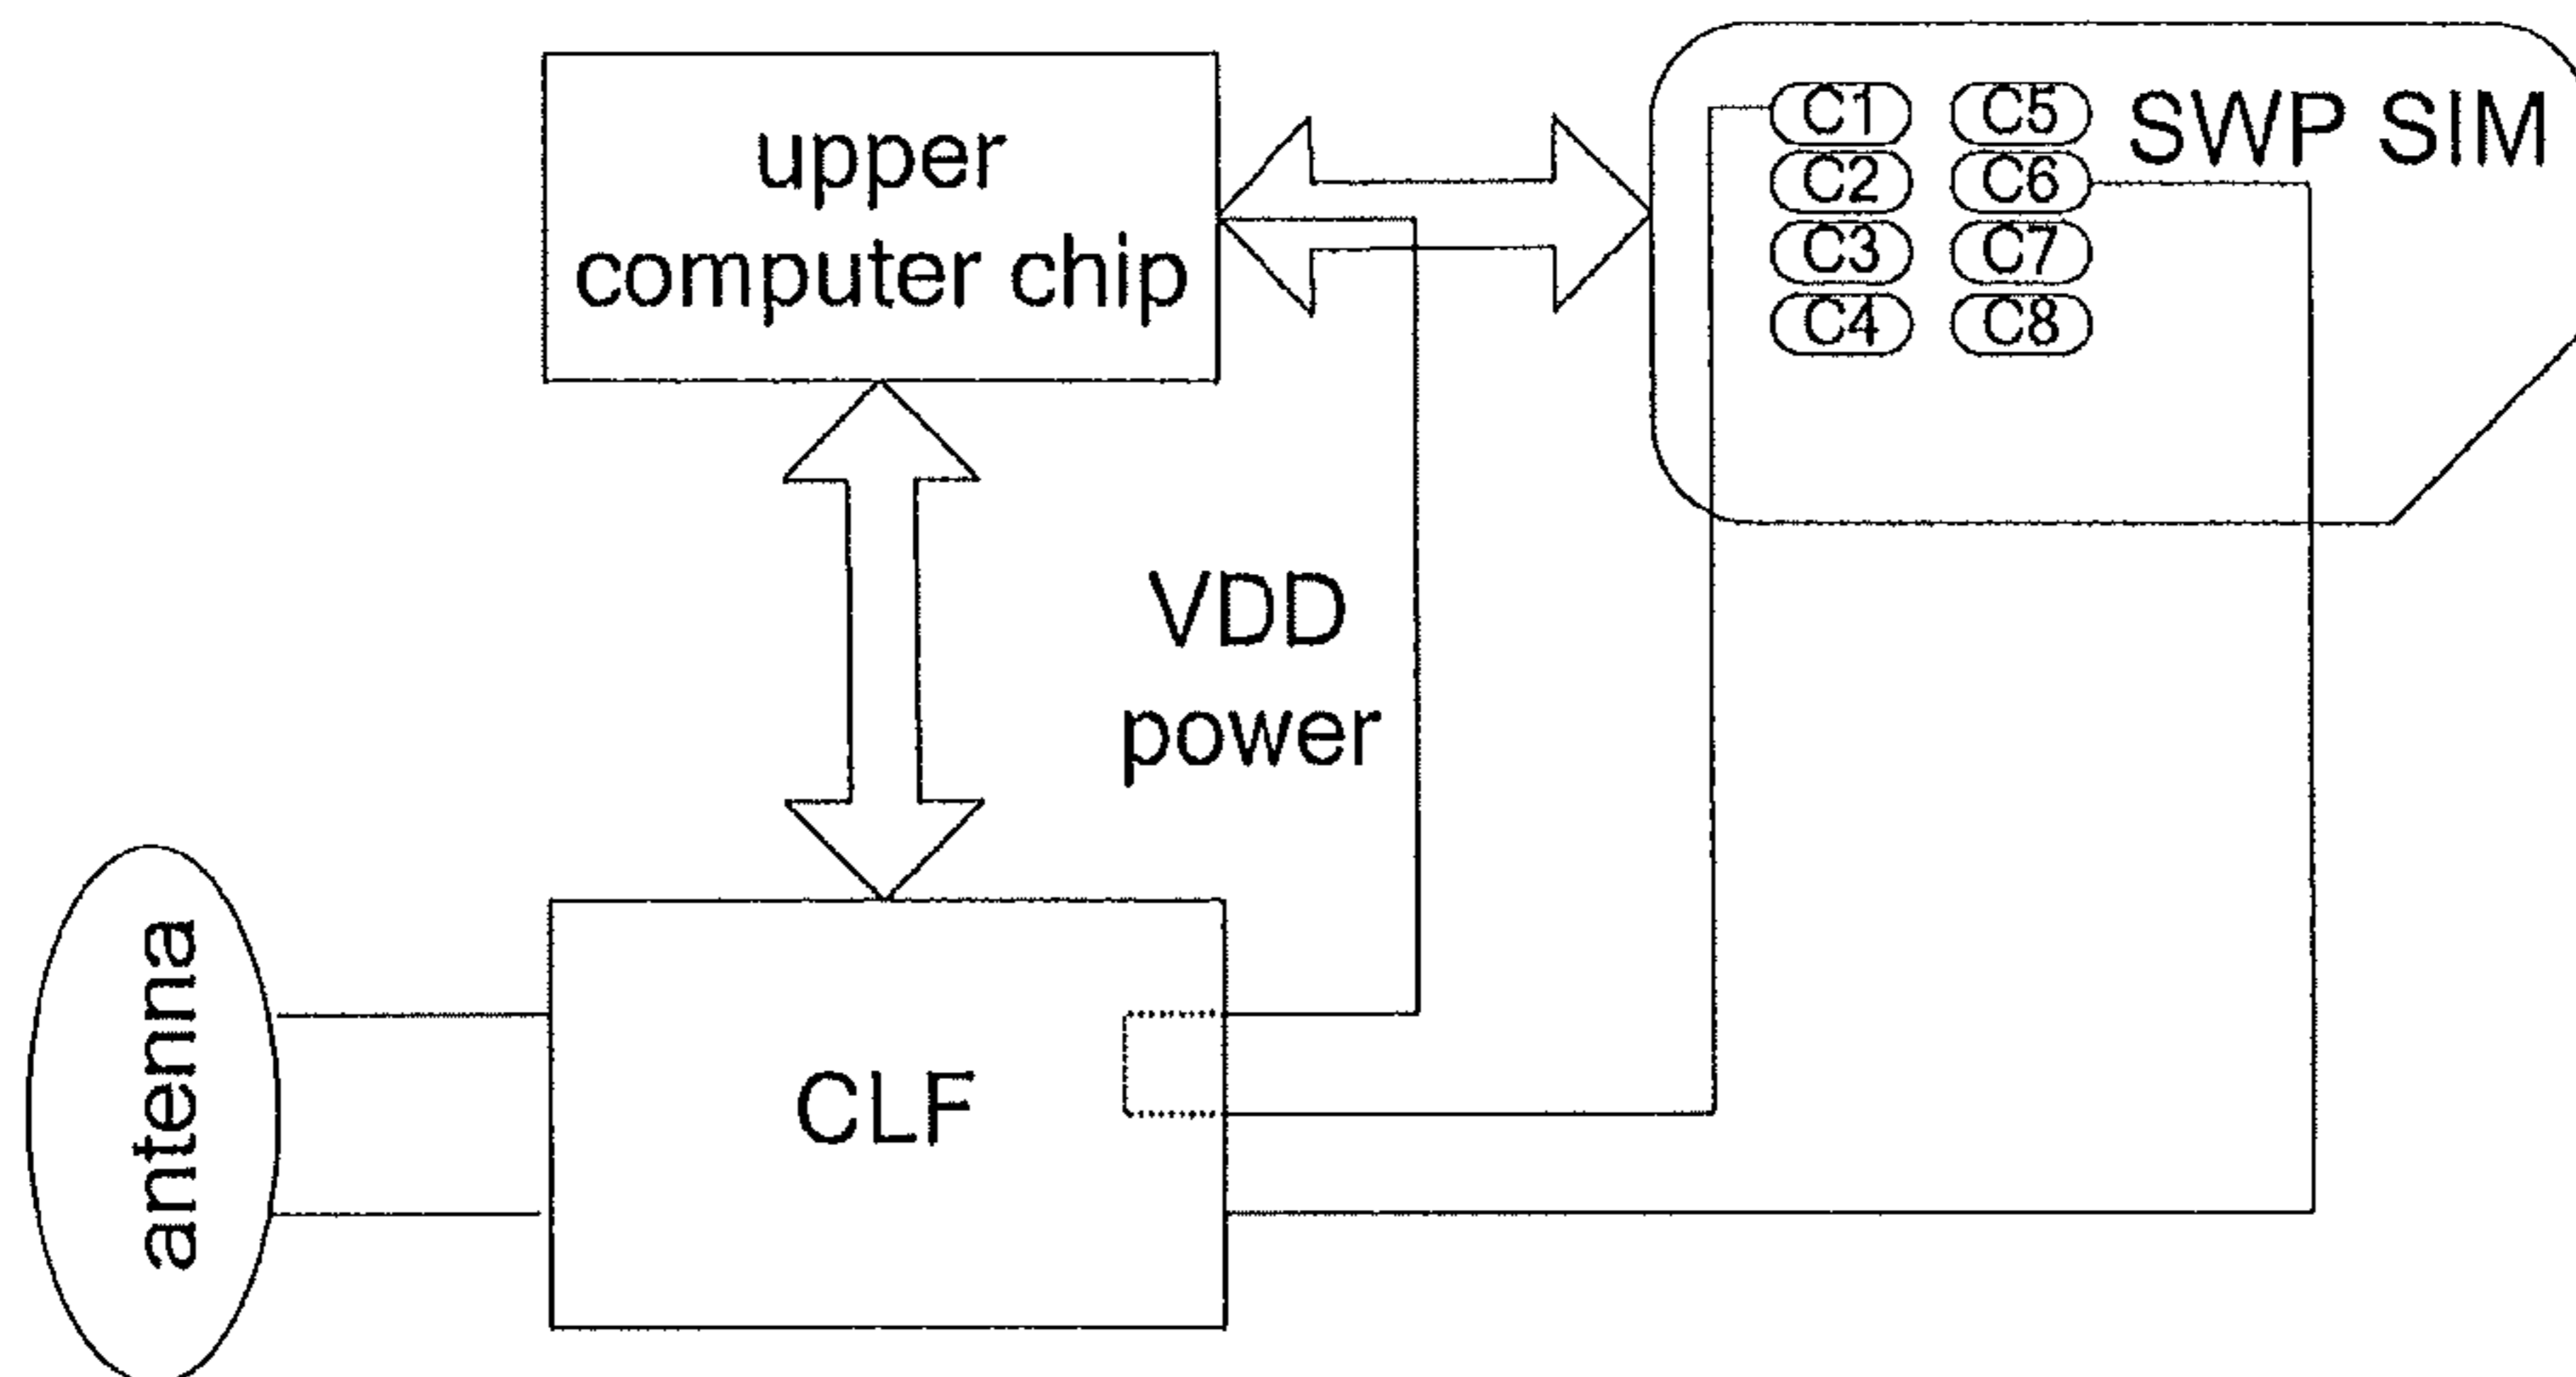 upper
computer chip
C1 C5
C2 C6
C3 C7
C4 C8
SWP SIM
VDD
power
antenna
CLF